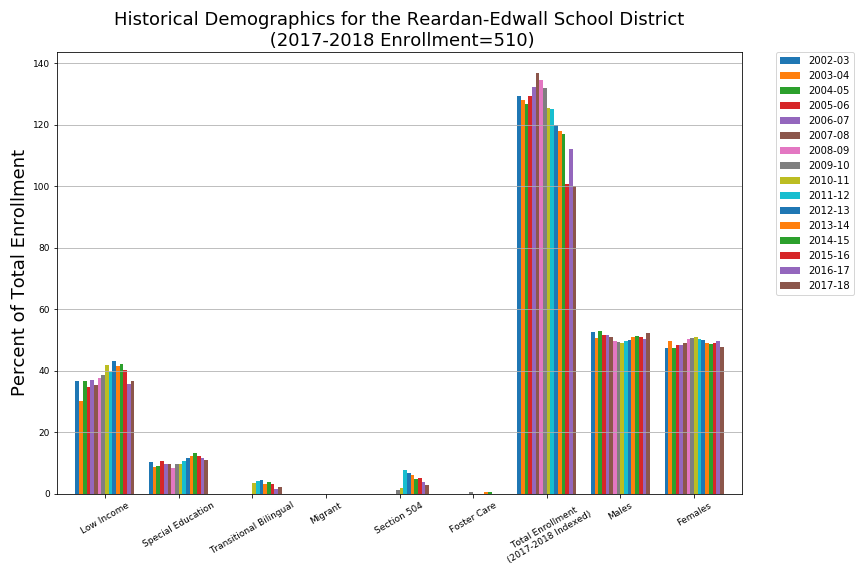 Historical Demographics for the Reardan-Edwall School District
(2017-2018 Enrollment=510)
Percent of Total Enrollment
140
120
100
80
60
40
20
0
Low Income
Special Education
Transitional Bilingual
Migrant
Section 504
Foster Care
Total Enrollment
(2017-2018 Indexed)
Males
Females
2002-03
2003-04
2004-05
2005-06
2006-07
2007-08
2008-09
2009-10
2010-11
2011-12
2012-13
2013-14
2014-15
2015-16
2016-17
2017-18